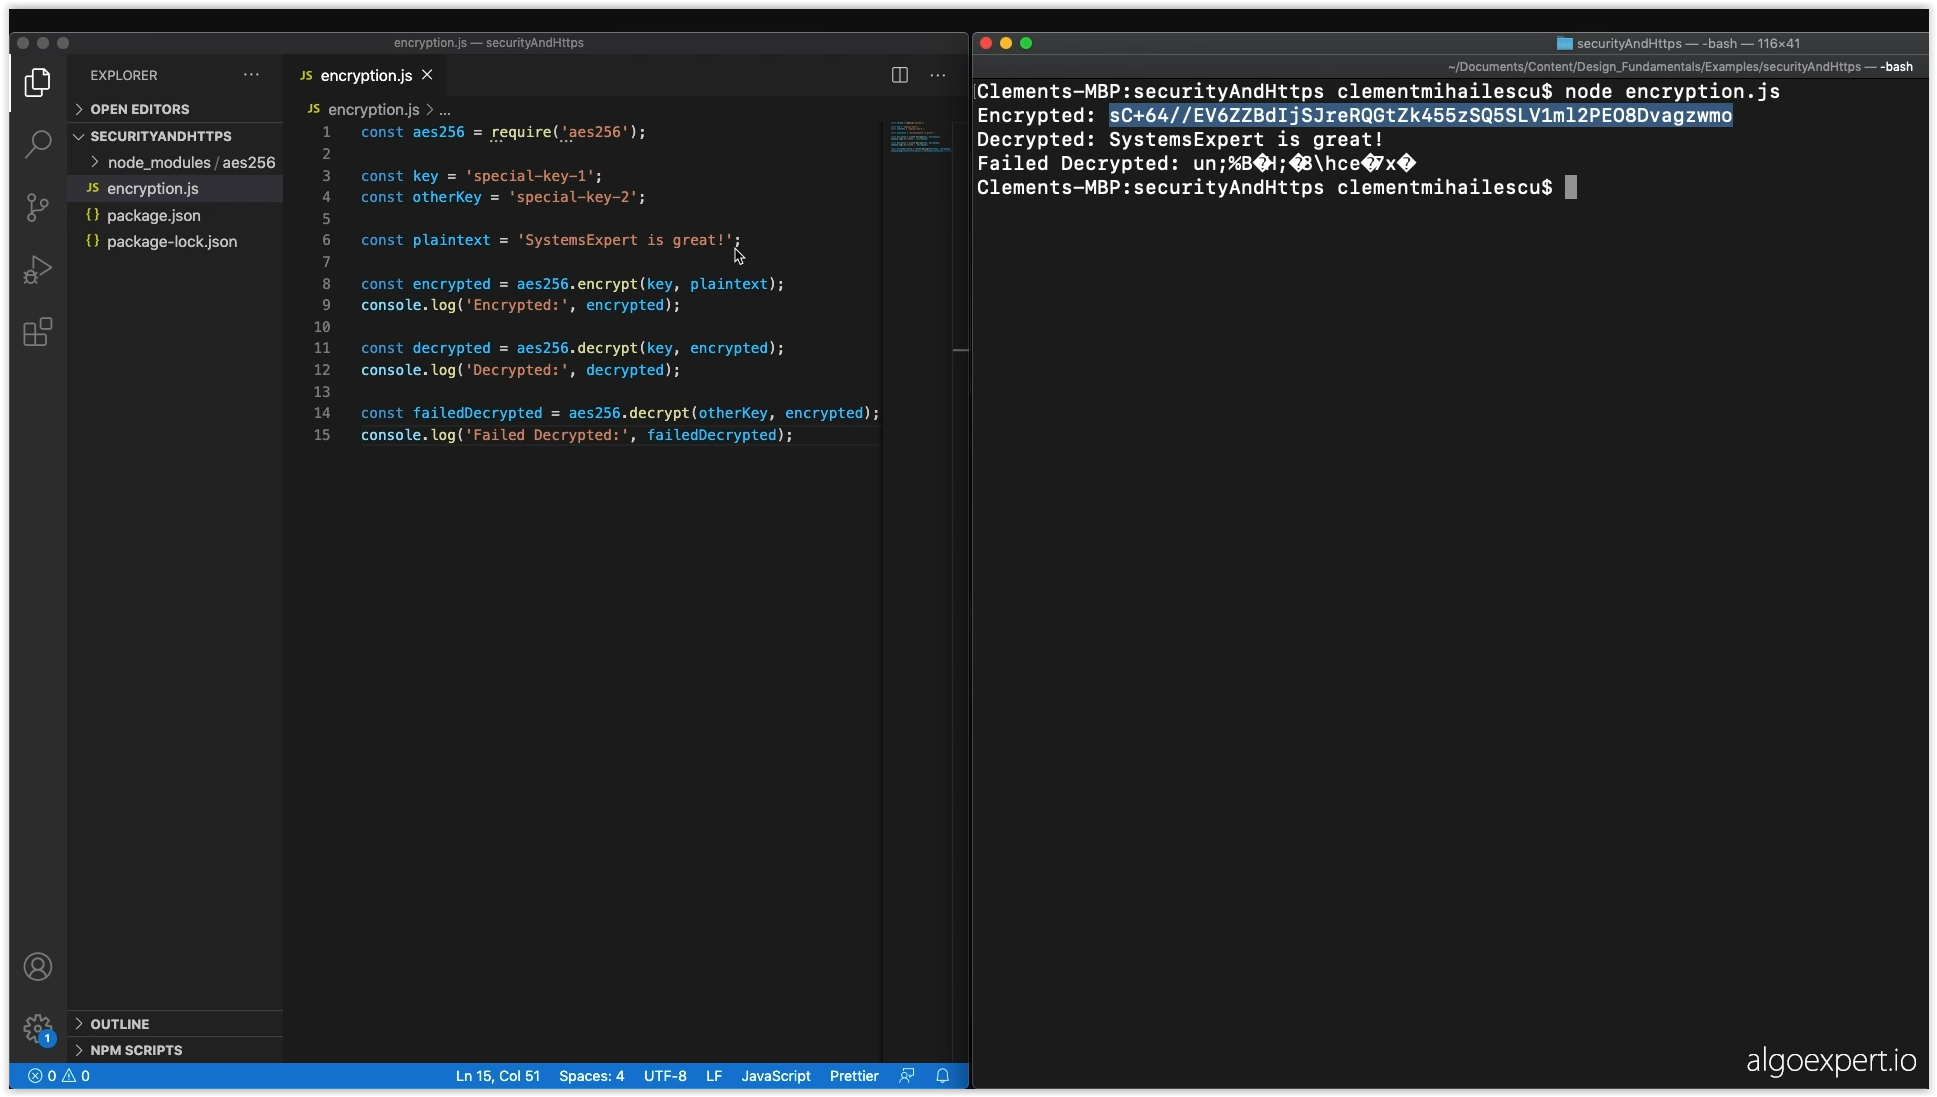 encryption.js — securityAndHttps
EXPLORER
OPEN EDITORS
SECURITYANDHTTPS
node_modules / aes256
JS encryption.js
{} package.json
{} package-lock.json
OUTLINE
NPM SCRIPTS
1
JS encryption.js
JS encryption.js > ...
1 const aes256 = require('aes256');
2
3 const key = 'special-key-1';
4 const otherKey = 'special-key-2';
5
6 const plaintext = 'SystemsExpert is great!';
7
8 const encrypted = aes256.encrypt(key, plaintext);
9 console.log('Encrypted:', encrypted);
10
11 const decrypted = aes256.decrypt(key, encrypted);
12 console.log('Decrypted:', decrypted);
13
14 const failedDecrypted = aes256.decrypt(otherKey, encrypted);
15 console.log('Failed Decrypted:', failedDecrypted);
0 0 Ln 15, Col 51 Spaces: 4 UTF-8 LF JavaScript Prettier
securityAndHttps — -bash — 116×41
~/Documents/Content/Design_Fundamentals/Examples/securityAndHttps — -bash
Clements-MBP:securityAndHttps clementmihailescu$ node encryption.js
Encrypted: sC+64//EV6ZZBdIjSJreRQGtZk455zSQ5SLV1ml2PEO8Dvagzwmo
Decrypted: SystemsExpert is great!
Failed Decrypted: un;%B�H;�8\hce�7x�
Clements-MBP:securityAndHttps clementmihailescu$
algoexpert.io